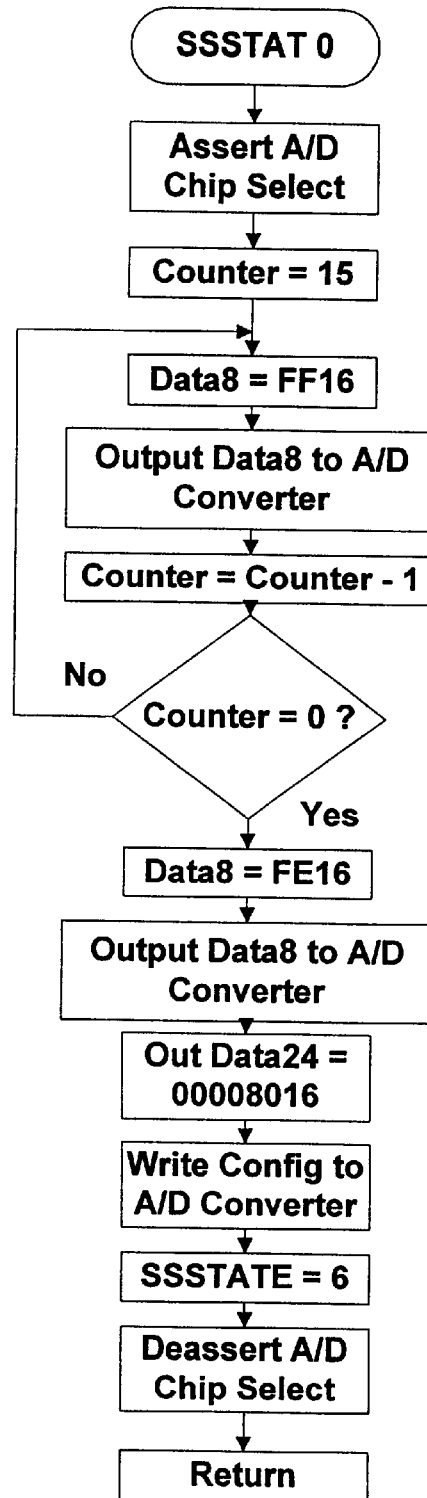 SSSTAT 0
Assert A/D
Chip Select
Counter = 15
Data8 = FF16
Output Data8 to A/D
Converter
Counter = Counter - 1
No
Counter = 0 ?
Yes
Data8 = FE16
Output Data8 to A/D
Converter
Out Data24 =
00008016
Write Config to
A/D Converter
SSSTATE = 6
Deassert A/D
Chip Select
Return